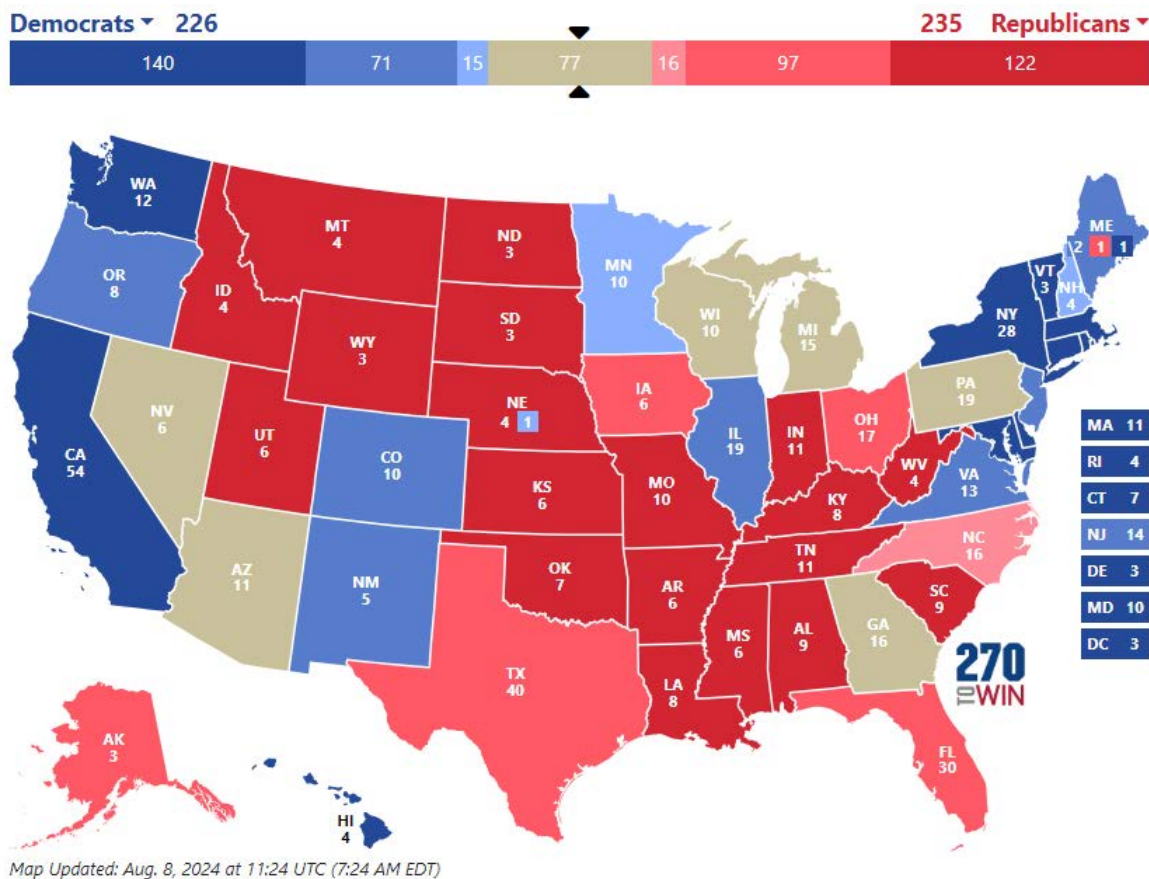 Democrats 226
235 Republicans
140 71 15 77 16 97 122
WA
12
MT
4
ND
3
MN
10
ME
2 1 1
VT
3
NH
4
OR
8
ID
4
SD
3
WI
10
MI
15
NY
28
WY
3
IA
6
PA
19
NE
4 1
NV
6
UT
6
CO
10
IL
19
IN
11
OH
17
CA
54
KS
6
MO
10
WV
4
VA
13
KY
8
NC
16
TN
11
AZ
11
NM
5
OK
7
AR
6
SC
9
MS
6
AL
9
GA
16
TX
40
LA
8
FL
30
AK
3
HI
4
MA 11
RI 4
CT 7
NJ 14
DE 3
MD 10
DC 3
270
TO WIN
Map Updated: Aug. 8, 2024 at 11:24 UTC (7:24 AM EDT)